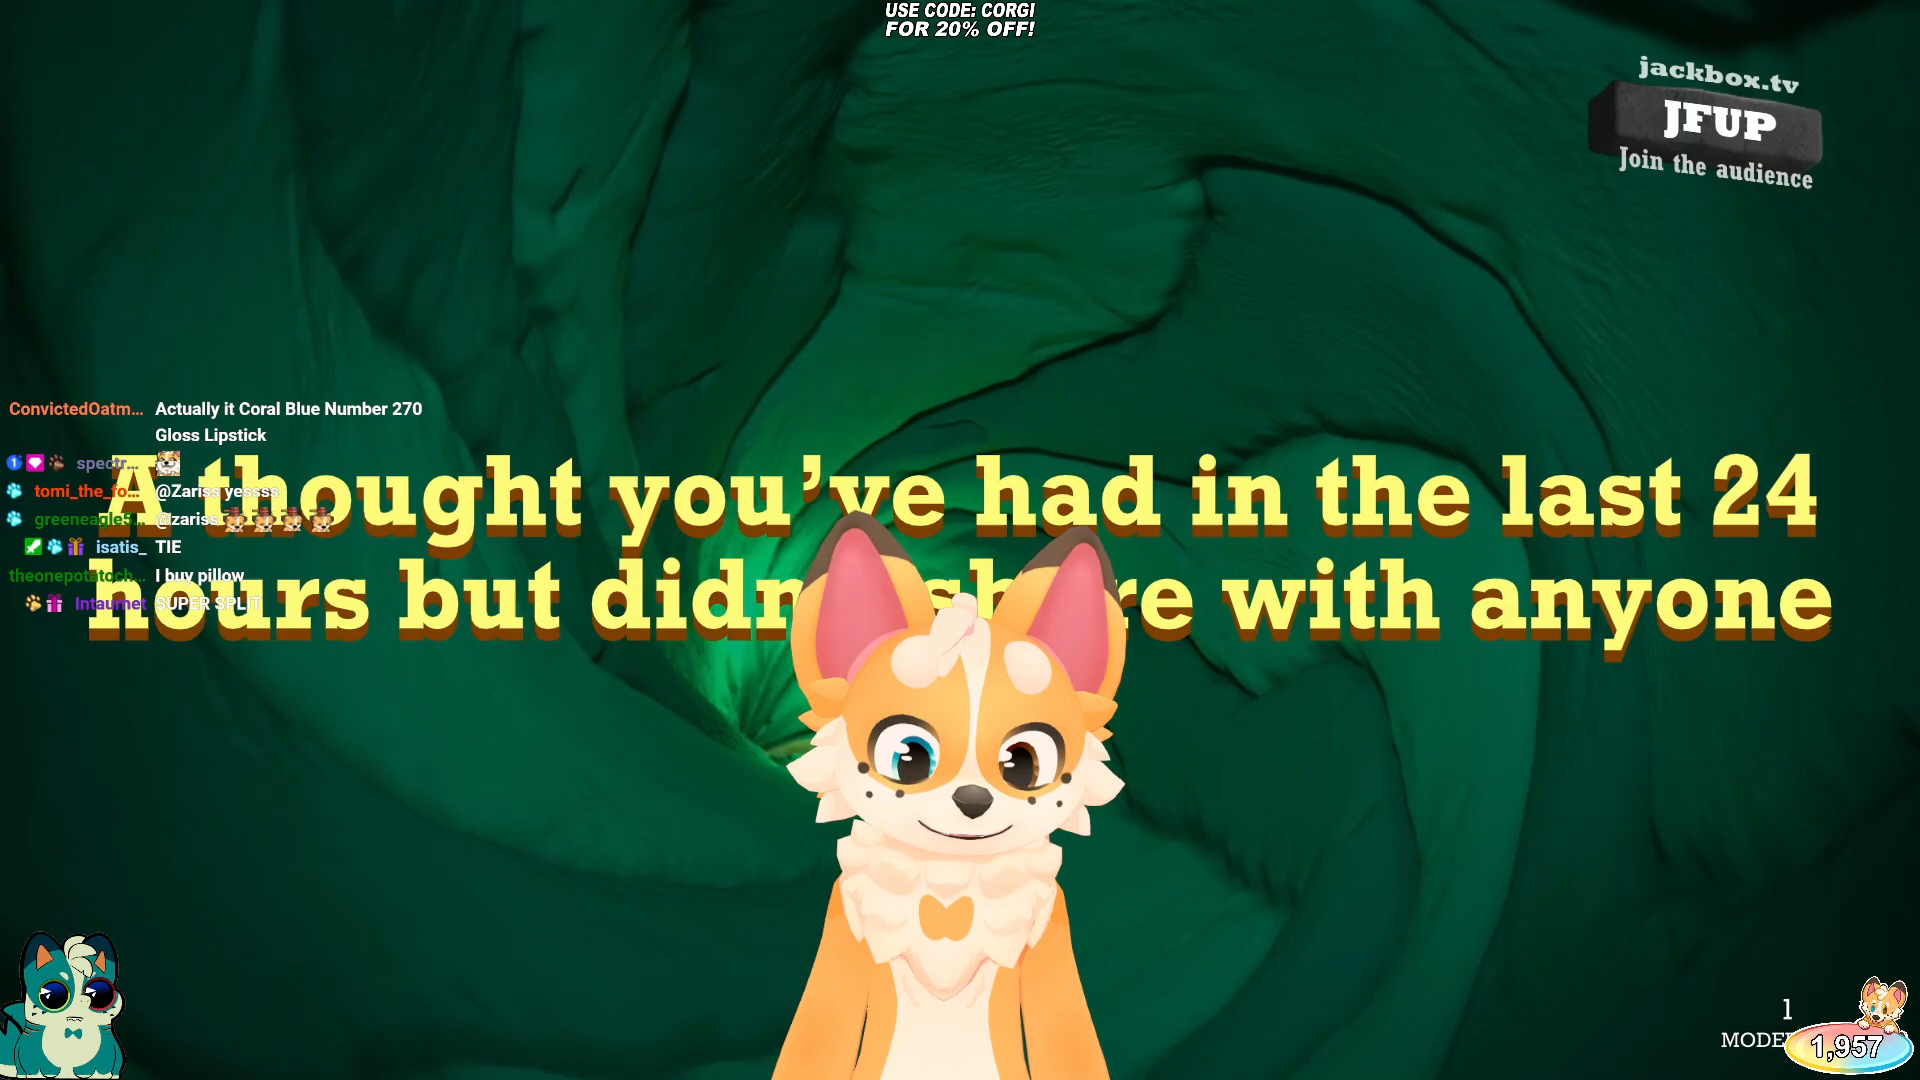 USE CODE: CORGI
FOR 20% OFF!
jackbox.tv
JFUP
Join the audience
ConvictedOatm... Actually it Coral Blue Number 270
Gloss Lipstick
spectr...
tomi_the_fo... @Zariss yessss
greeneagle5... @zariss
isatis_ TIE
theonepotatoch... I buy pillow
Intaurnet SUPER SPLIT
A thought you've had in the last 24
hours but didn share with anyone
1
MODE
1,957